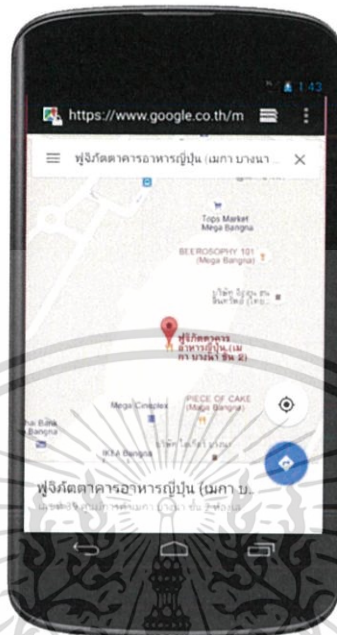 1:43
https://www.google.co.th/m
ฟูจิภัตตาคารอาหารญี่ปุ่น (เมกา บางนา ...
Tops Market
Mega Bangna
BEEROSOPHY 101
(Mega Bangna)
ฟูจิภัตตาคาร
อาหารญี่ปุ่น (เม
กา บางนา ชั้น 2)
Mega Cineplex
PIECE OF CAKE
(Mega Bangna)
IKEA Bangna
ฟูจิภัตตาคารอาหารญี่ปุ่น (เมกา บ...